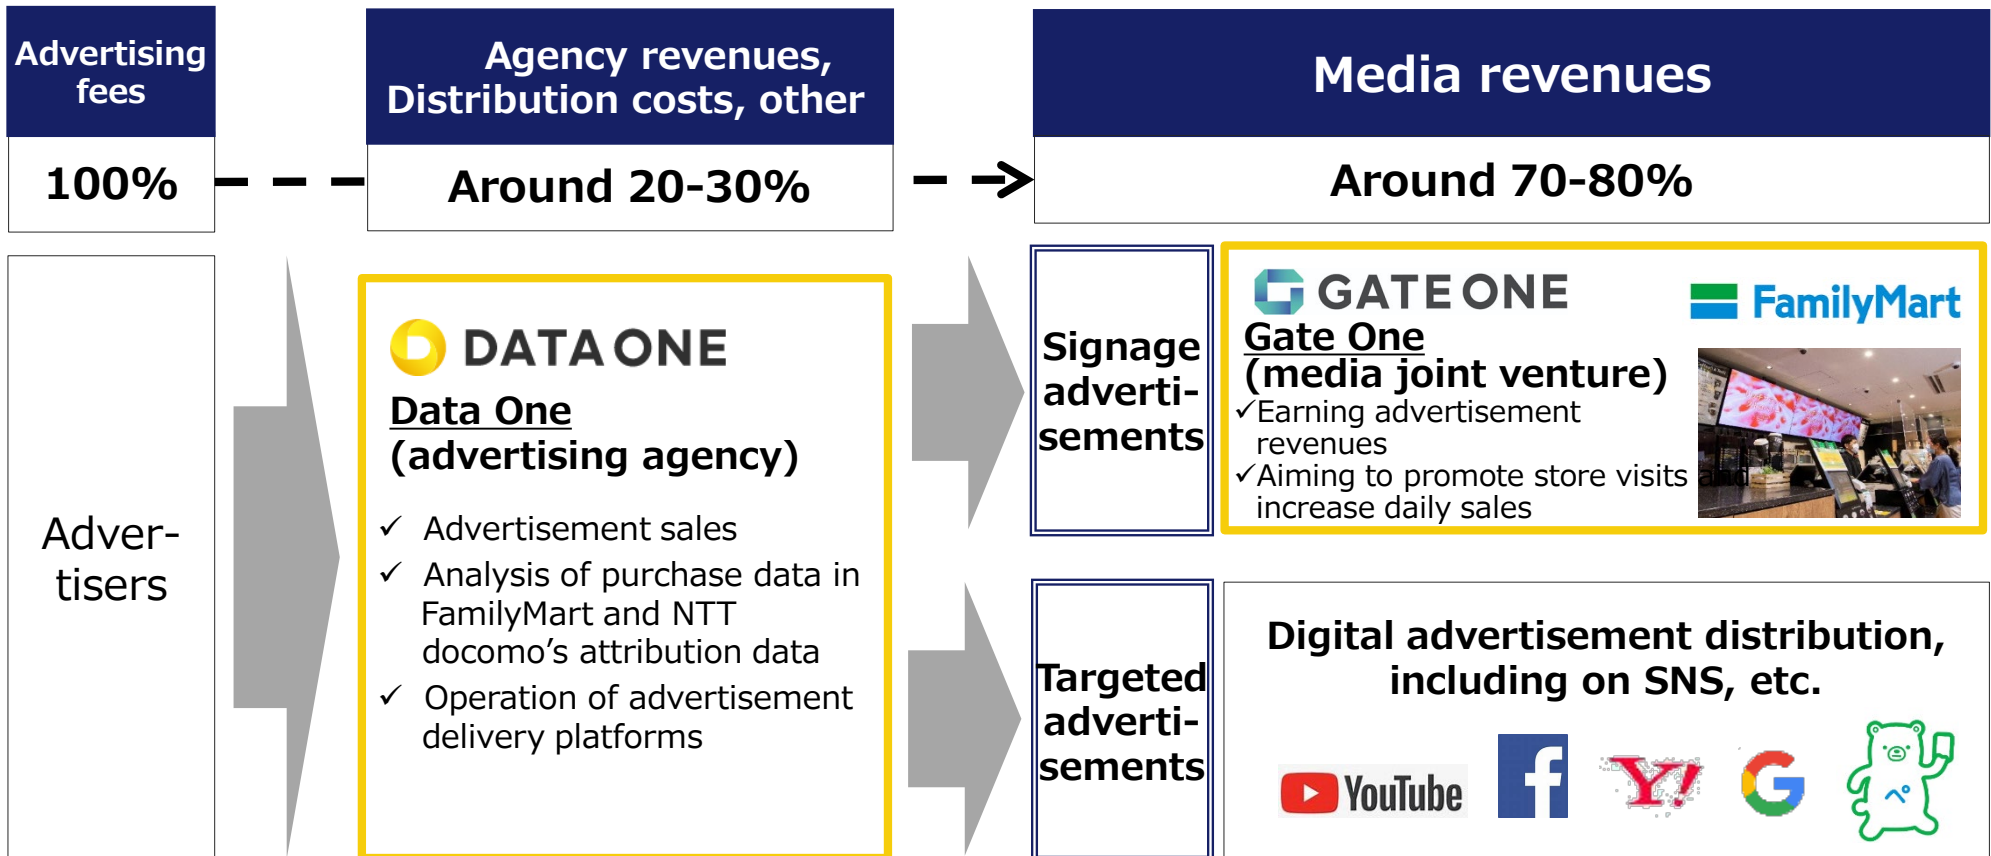 Advertising
fees
100%
Agency revenues,
Distribution costs, other
Around 20-30%
Media revenues
Around 70-80%
Adver-
tisers
DATA ONE
Data One
(advertising agency)
✓ Advertisement sales
✓ Analysis of purchase data in
FamilyMart and NTT
docomo’s attribution data
✓ Operation of advertisement
delivery platforms
Signage
adverti-
sements
GATE ONE
FamilyMart
Gate One
(media joint venture)
✓Earning advertisement
revenues
✓Aiming to promote store visits and
increase daily sales
Targeted
adverti-
sements
Digital advertisement distribution,
including on SNS, etc.
YouTube
f
Y!
G
ペ